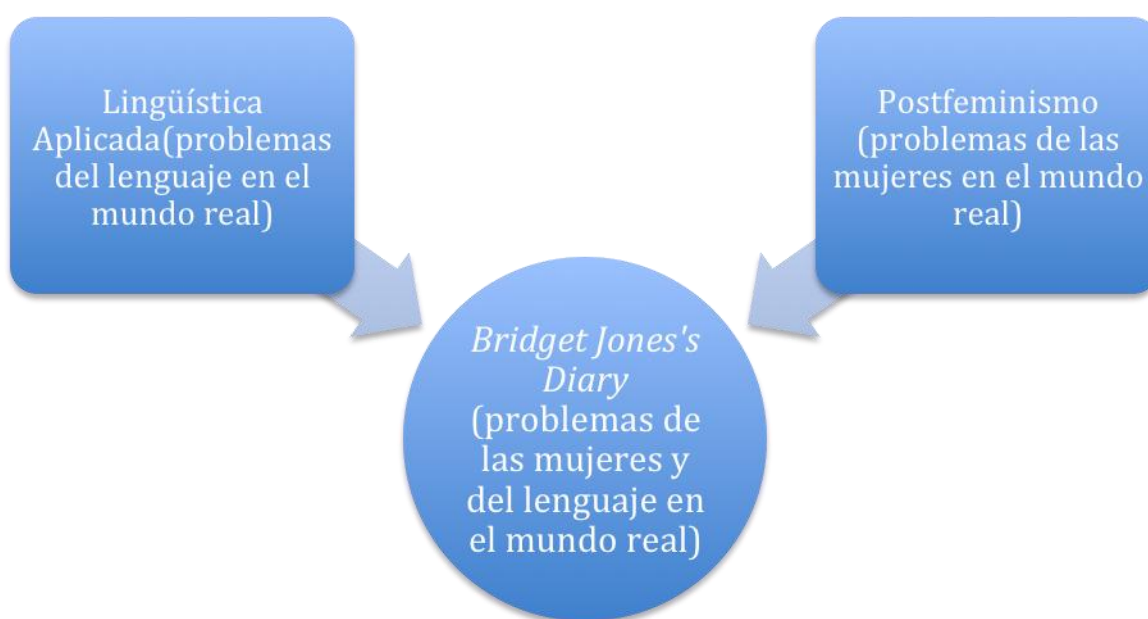 Lingüística
Aplicada(problemas
del lenguaje en el
mundo real)
Postfeminismo
(problemas de las
mujeres en el mundo
real)
Bridget Jones's
Diary
(problemas de
las mujeres y
del lenguaje en
el mundo real)